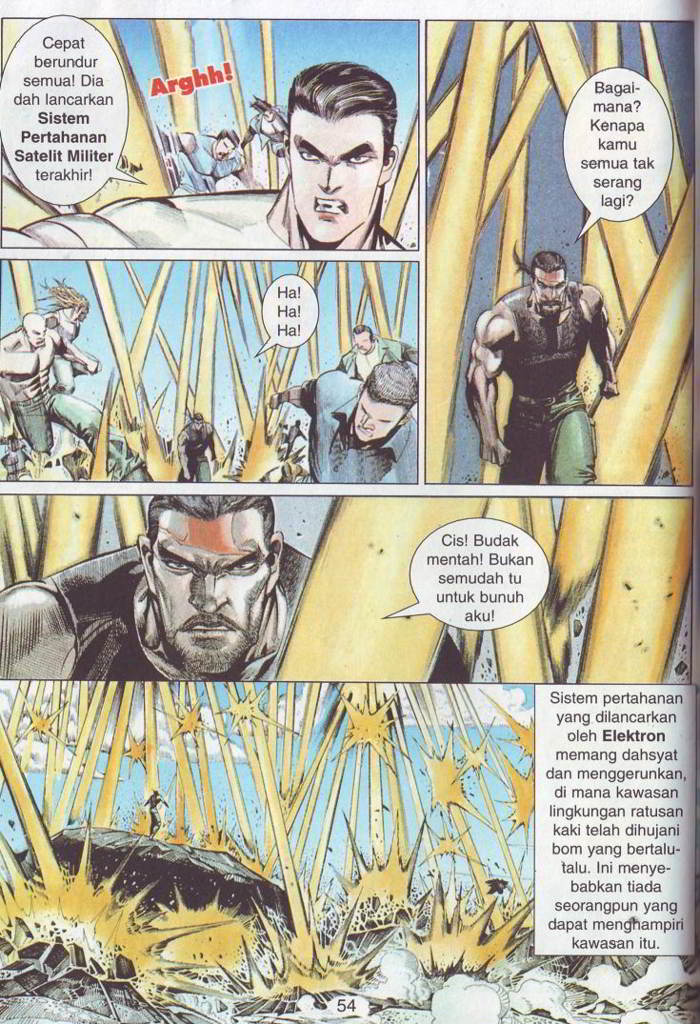 Cepat
berundur
semua! Dia
dah lancarkan
Sistem
Pertahanan
Satelit Militer
terakhir!
Arghh!
Bagai-
mana?
Kenapa
kamu
semua tak
serang
lagi?
Ha!
Ha!
Ha!
Cis! Budak
mentah! Bukan
semudah tu
untuk bunuh
aku!
Sistem pertahanan
yang dilancarkan
oleh Elektron
memang dahsyat
dan menggerunkan,
di mana kawasan
lingkungan ratusan
kaki telah dihujani
bom yang bertalu-
talu. Ini menye-
babkan tiada
seorangpun yang
dapat menghampiri
kawasan itu.
54